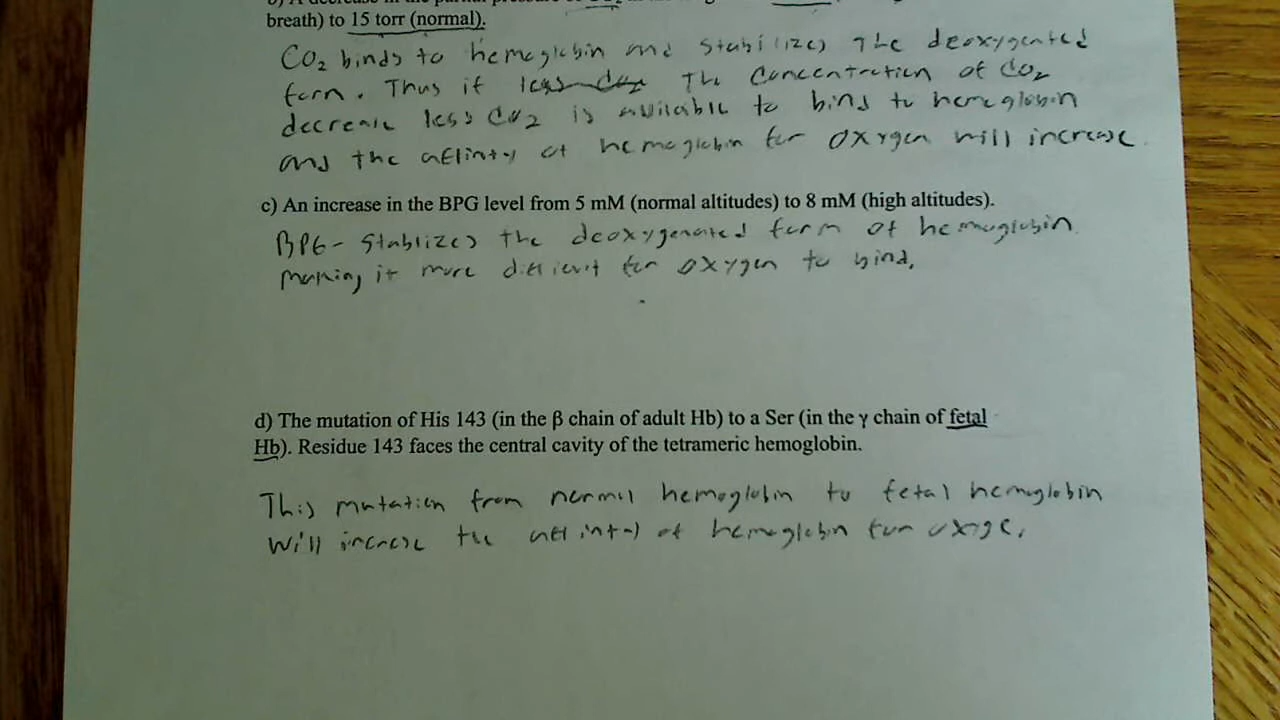 breath) to 15 torr (normal).
CO₂ binds to hemoglobin and stabilizes the deoxygenated
form. Thus if less the concentration of CO₂
decrease less CO₂ is available to bind to hemoglobin
and the affinity of hemoglobin for oxygen will increase.
c) An increase in the BPG level from 5 mM (normal altitudes) to 8 mM (high altitudes).
BPG - Stablizes the deoxygenated form of hemoglobin
making it more difficult for oxygen to bind.
d) The mutation of His 143 (in the β chain of adult Hb) to a Ser (in the γ chain of fetal
Hb). Residue 143 faces the central cavity of the tetrameric hemoglobin.
This mutation from normal hemoglobin to fetal hemoglobin
will increase the affinity of hemoglobin for